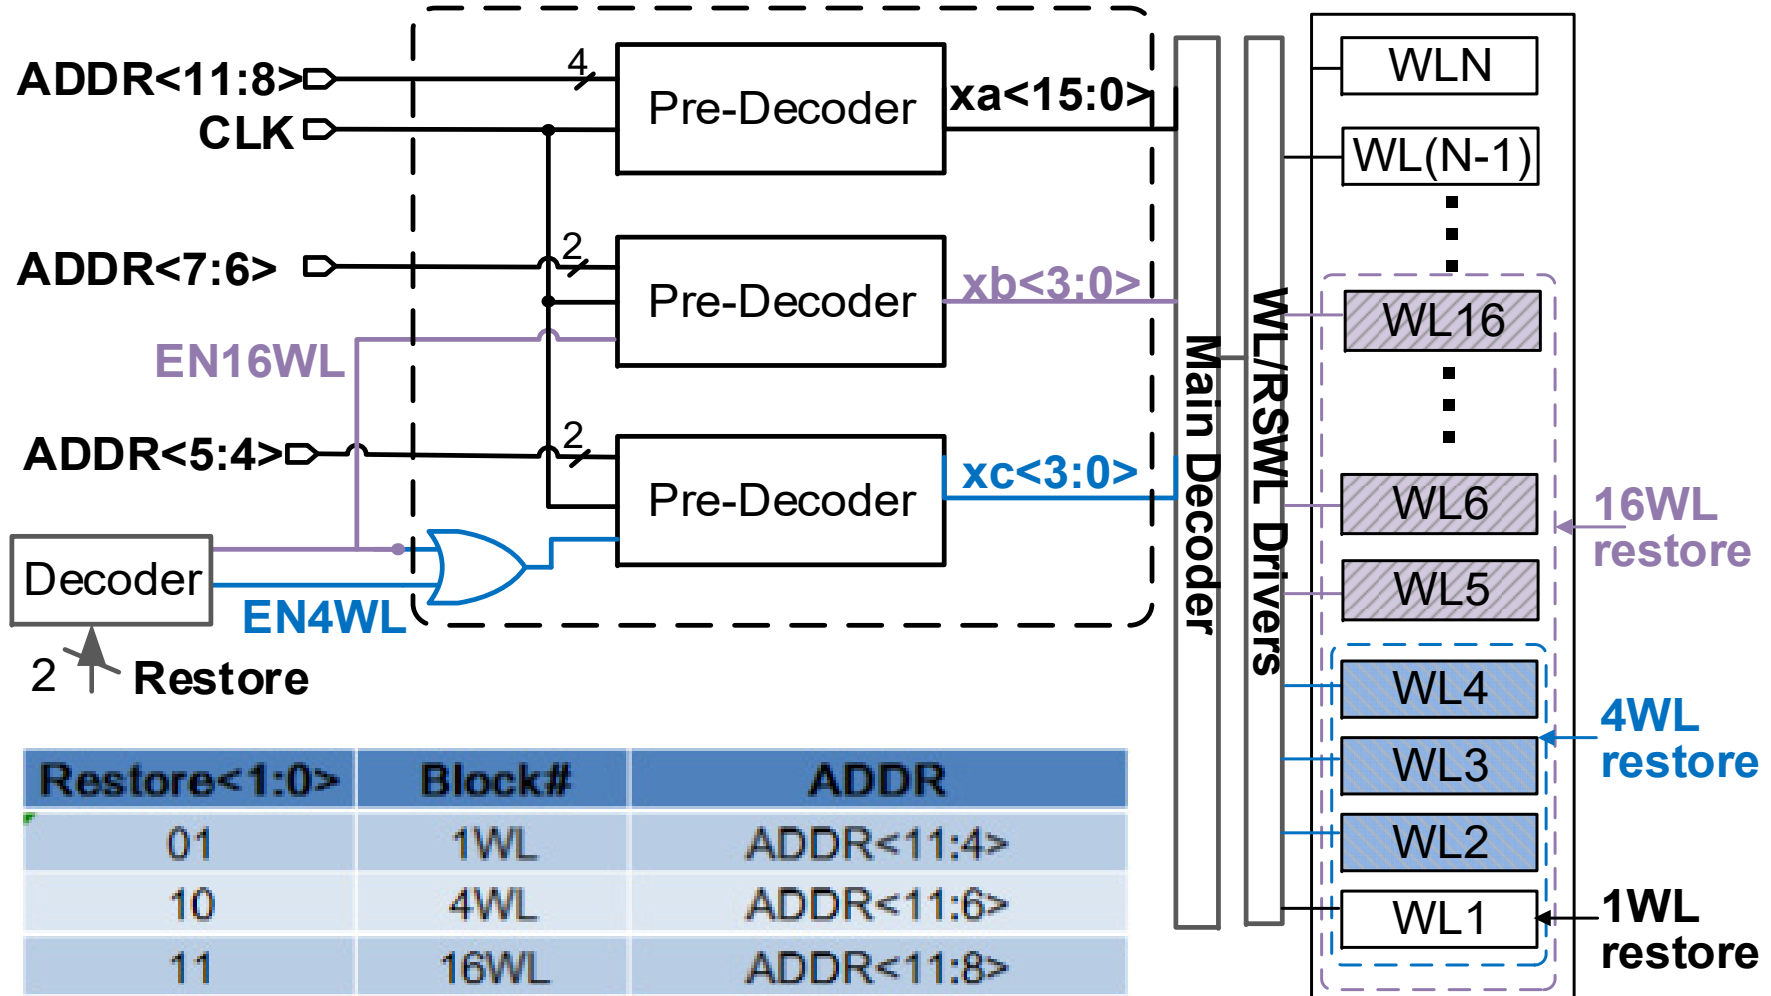 ADDR<11:8>
CLK
4
Pre-Decoder
xa<15:0>
ADDR<7:6>
2
Pre-Decoder
xb<3:0>
EN16WL
ADDR<5:4>
2
Pre-Decoder
xc<3:0>
Decoder
EN4WL
2
Restore
Main Decoder
WL/RSWL Drivers
WLN
WL(N-1)
WL16
WL6
WL5
WL4
WL3
WL2
WL1
16WL
restore
4WL
restore
1WL
restore
Restore<1:0> Block# ADDR
01 1WL ADDR<11:4>
10 4WL ADDR<11:6>
11 16WL ADDR<11:8>